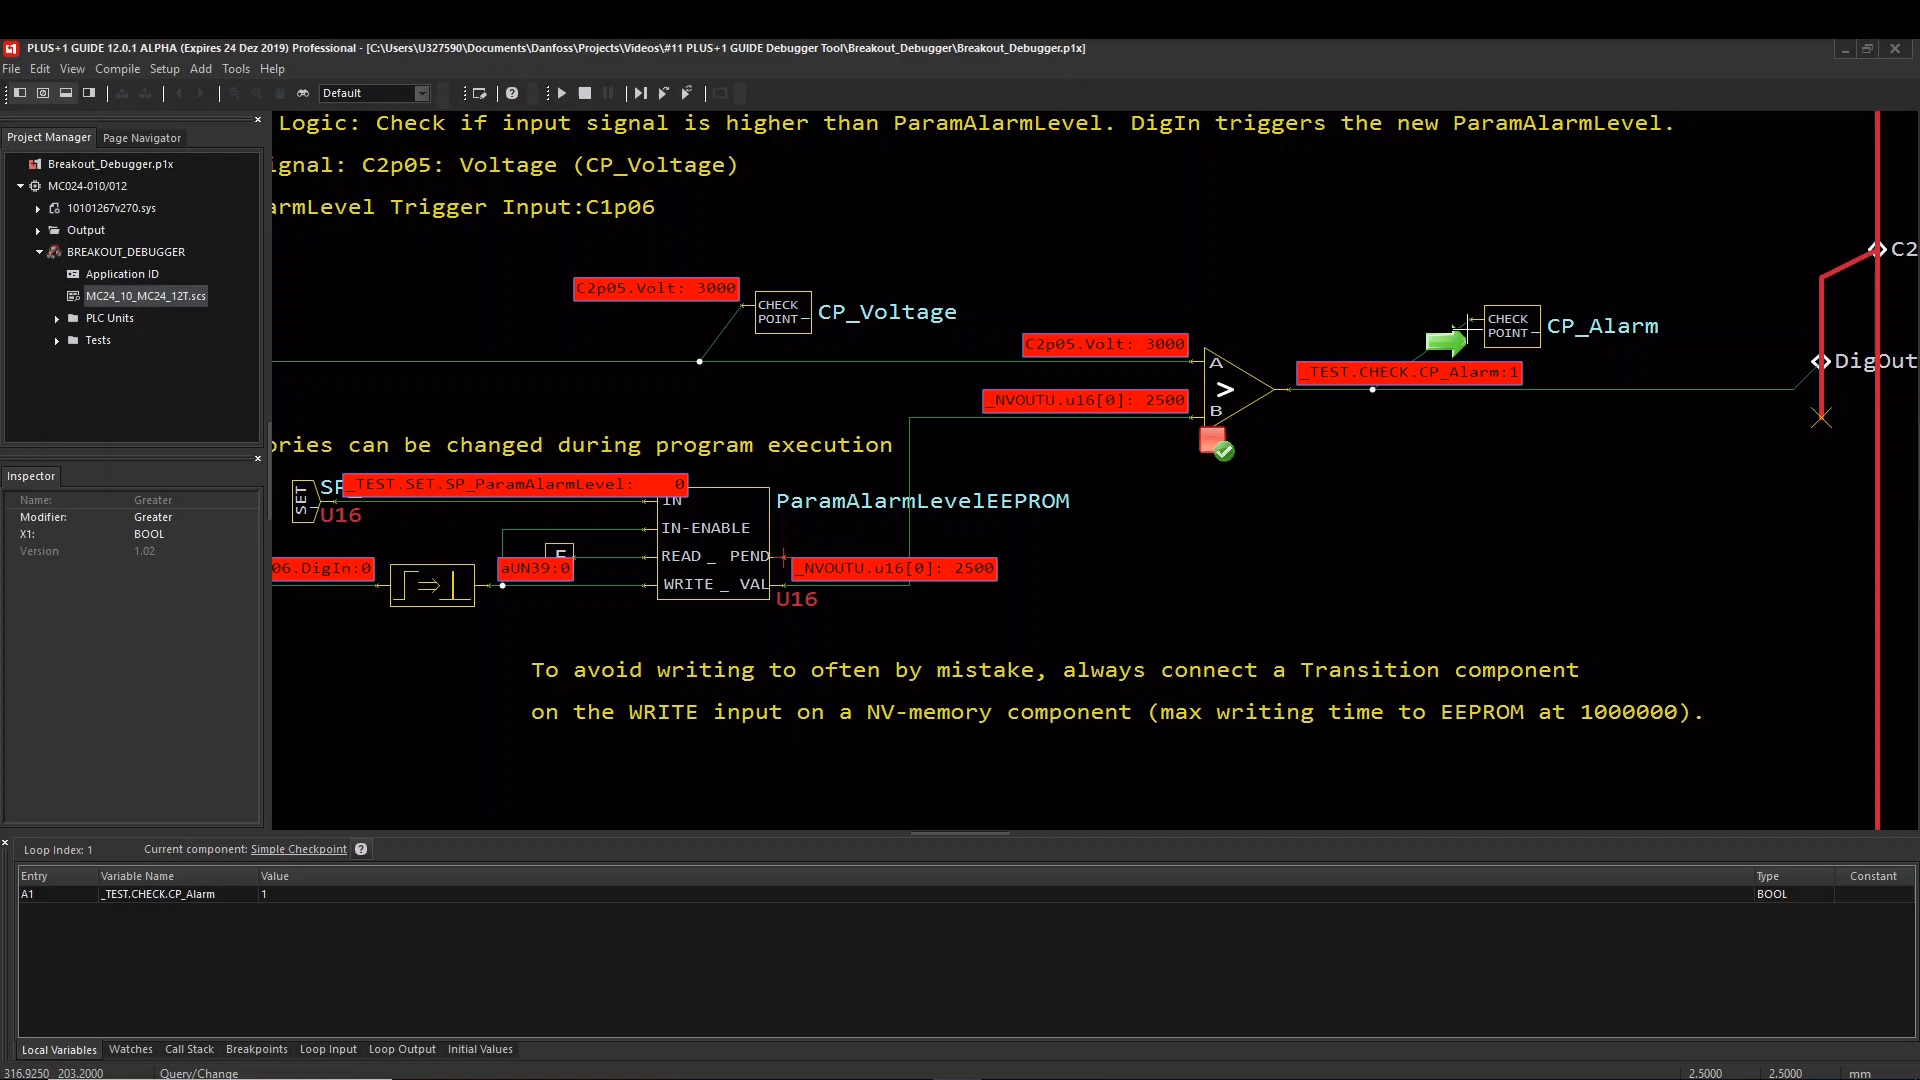 PLUS+1 GUIDE 12.0.1 ALPHA (Expires 24 Dez 2019) Professional - [C:\Users\U327590\Documents\Danfoss\Projects\Videos\#11 PLUS+1 GUIDE Debugger Tool\Breakout_Debugger\Breakout_Debugger.p1x]
File Edit View Compile Setup Add Tools Help
Default
Project Manager Page Navigator
Breakout_Debugger.p1x
MC024-010/012
10101267v270.sys
Output
BREAKOUT_DEBUGGER
Application ID
MC24_10_MC24_12T.scs
PLC Units
Tests
Inspector
Name: Greater
Modifier: Greater
X1: BOOL
Version 1.02
Logic: Check if input signal is higher than ParamAlarmLevel. DigIn triggers the new ParamAlarmLevel.
ignal: C2p05: Voltage (CP_Voltage)
armLevel Trigger Input:C1p06
C2
C2p05.Volt: 3000
CHECK POINT
CP_Voltage
C2p05.Volt: 3000
A
>
B
_NVOUTU.u16[0]: 2500
CHECK POINT
CP_Alarm
_TEST.CHECK.CP_Alarm:1
DigOut
ories can be changed during program execution
SET
SP
_TEST.SET.SP_ParamAlarmLevel: 0
U16
IN
IN-ENABLE
READ _ PEND
WRITE _ VAL
ParamAlarmLevelEEPROM
06.DigIn:0
aUN39:0
_NVOUTU.u16[0]: 2500
U16
To avoid writing to often by mistake, always connect a Transition component
on the WRITE input on a NV-memory component (max writing time to EEPROM at 1000000).
Loop Index: 1 Current component: Simple Checkpoint
Entry Variable Name Value Type Constant
A1 _TEST.CHECK.CP_Alarm 1 BOOL
Local Variables Watches Call Stack Breakpoints Loop Input Loop Output Initial Values
316.9250 203.2000 Query/Change 2.5000 2.5000 mm